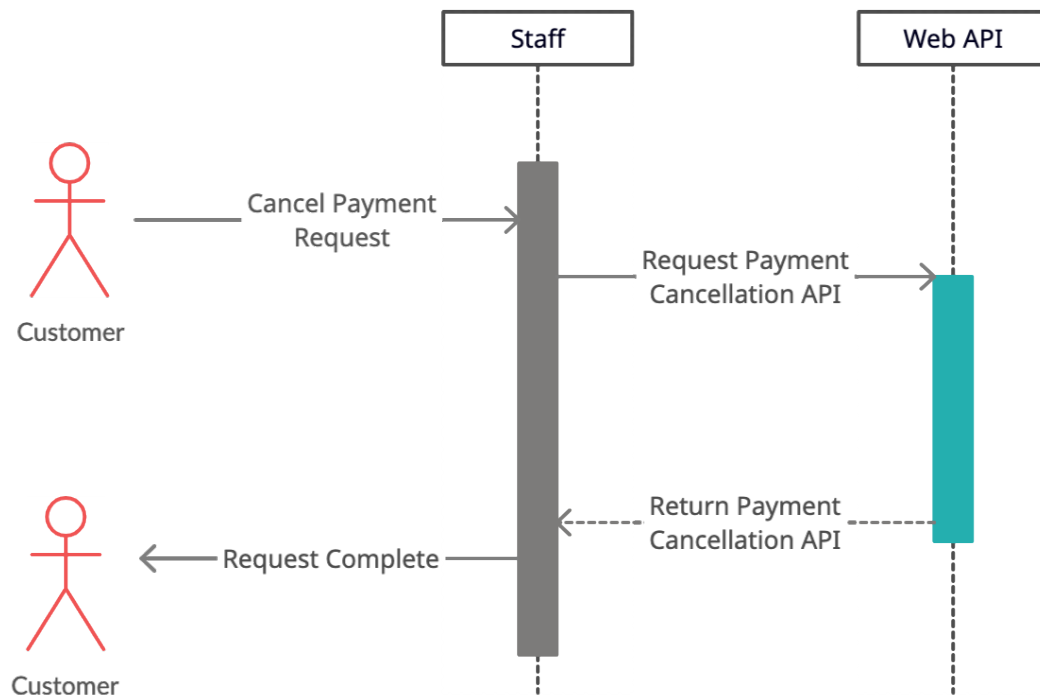 Staff
Web API
Cancel Payment
Request
Request Payment
Cancellation API
Customer
Return Payment
Cancellation API
Request Complete
Customer